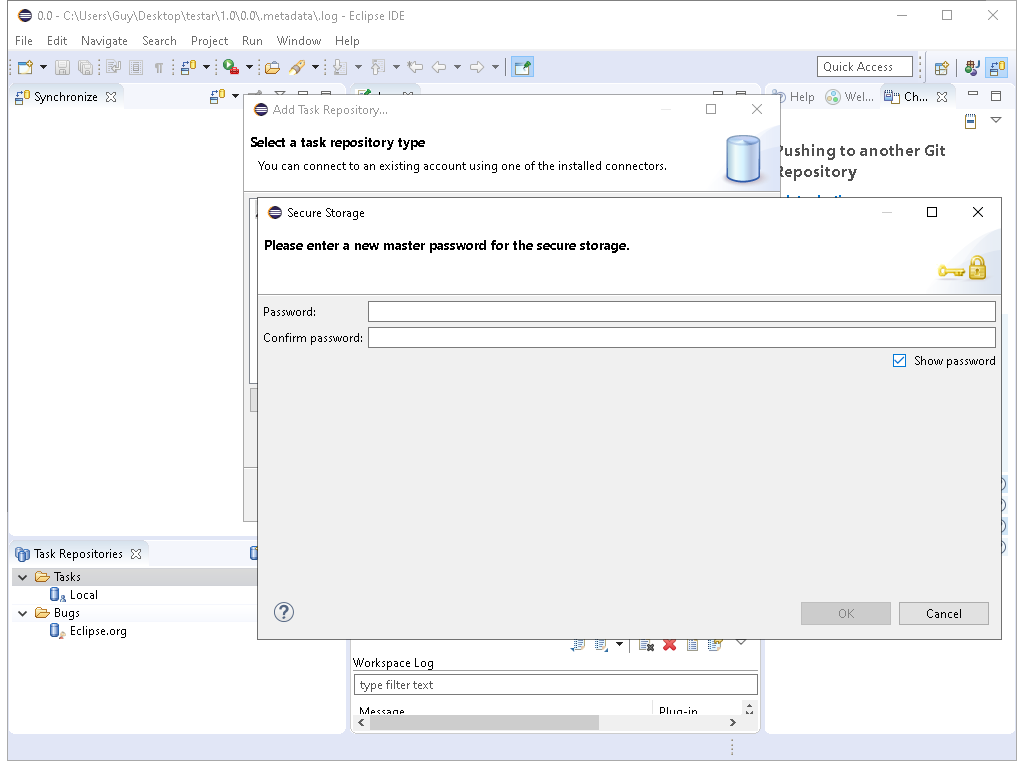 0.0 - C:\Users\Guy\Desktop\testar\1.0\0.0\.metadata\.log - Eclipse IDE
File Edit Navigate Search Project Run Window Help
Quick Access
Synchronize
Help Wel... Ch...
Add Task Repository...
Select a task repository type
You can connect to an existing account using one of the installed connectors.
Pushing to another Git
Repository
Secure Storage
Please enter a new master password for the secure storage.
Password:
Confirm password:
Show password
OK Cancel
Task Repositories
Tasks
Local
Bugs
Eclipse.org
Workspace Log
type filter text
Message Plug-in